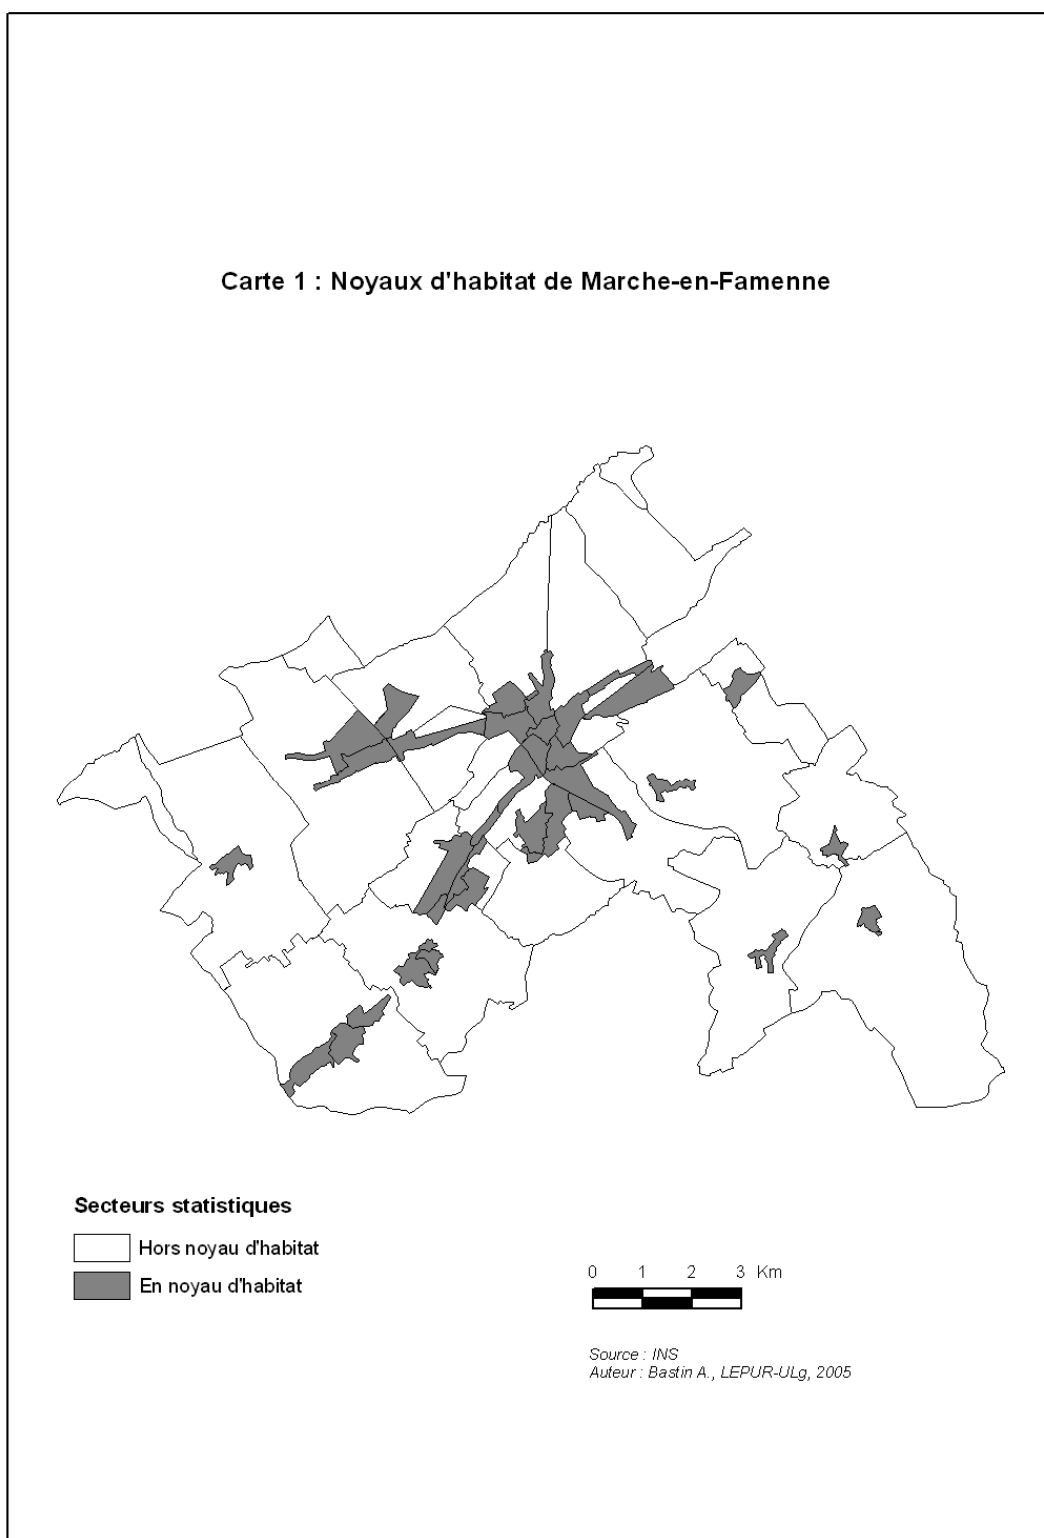 Carte 1 : Noyaux d'habitat de Marche-en-Famenne
Secteurs statistiques
Hors noyau d'habitat
En noyau d'habitat
0 1 2 3 Km
Source : INS
Auteur : Bastin A., LEPUR-ULg, 2005